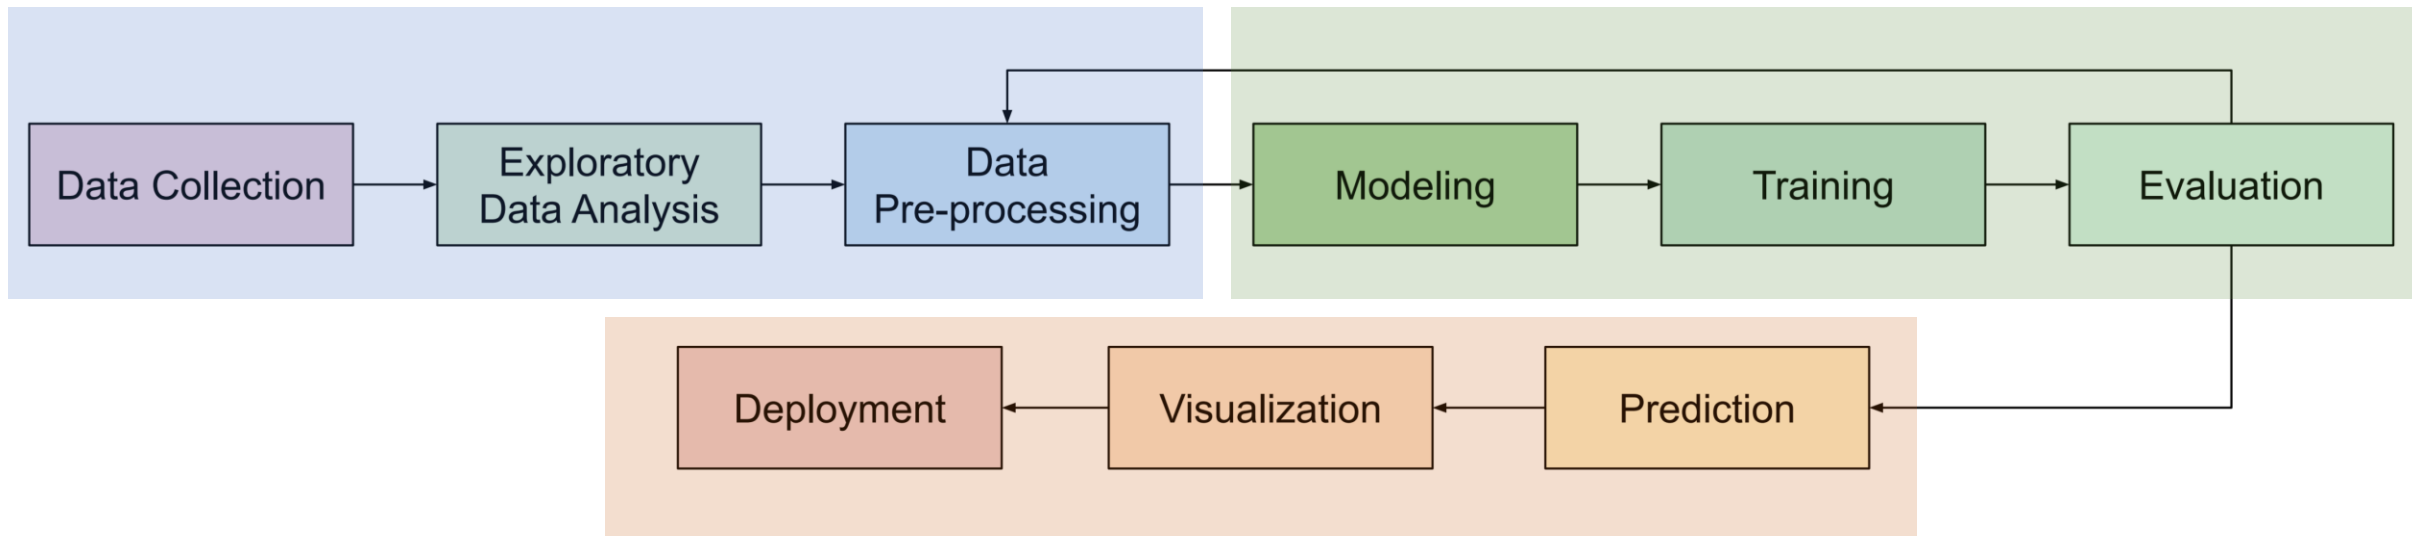 Data Collection
Exploratory
Data Analysis
Data
Pre-processing
Modeling
Training
Evaluation
Deployment
Visualization
Prediction